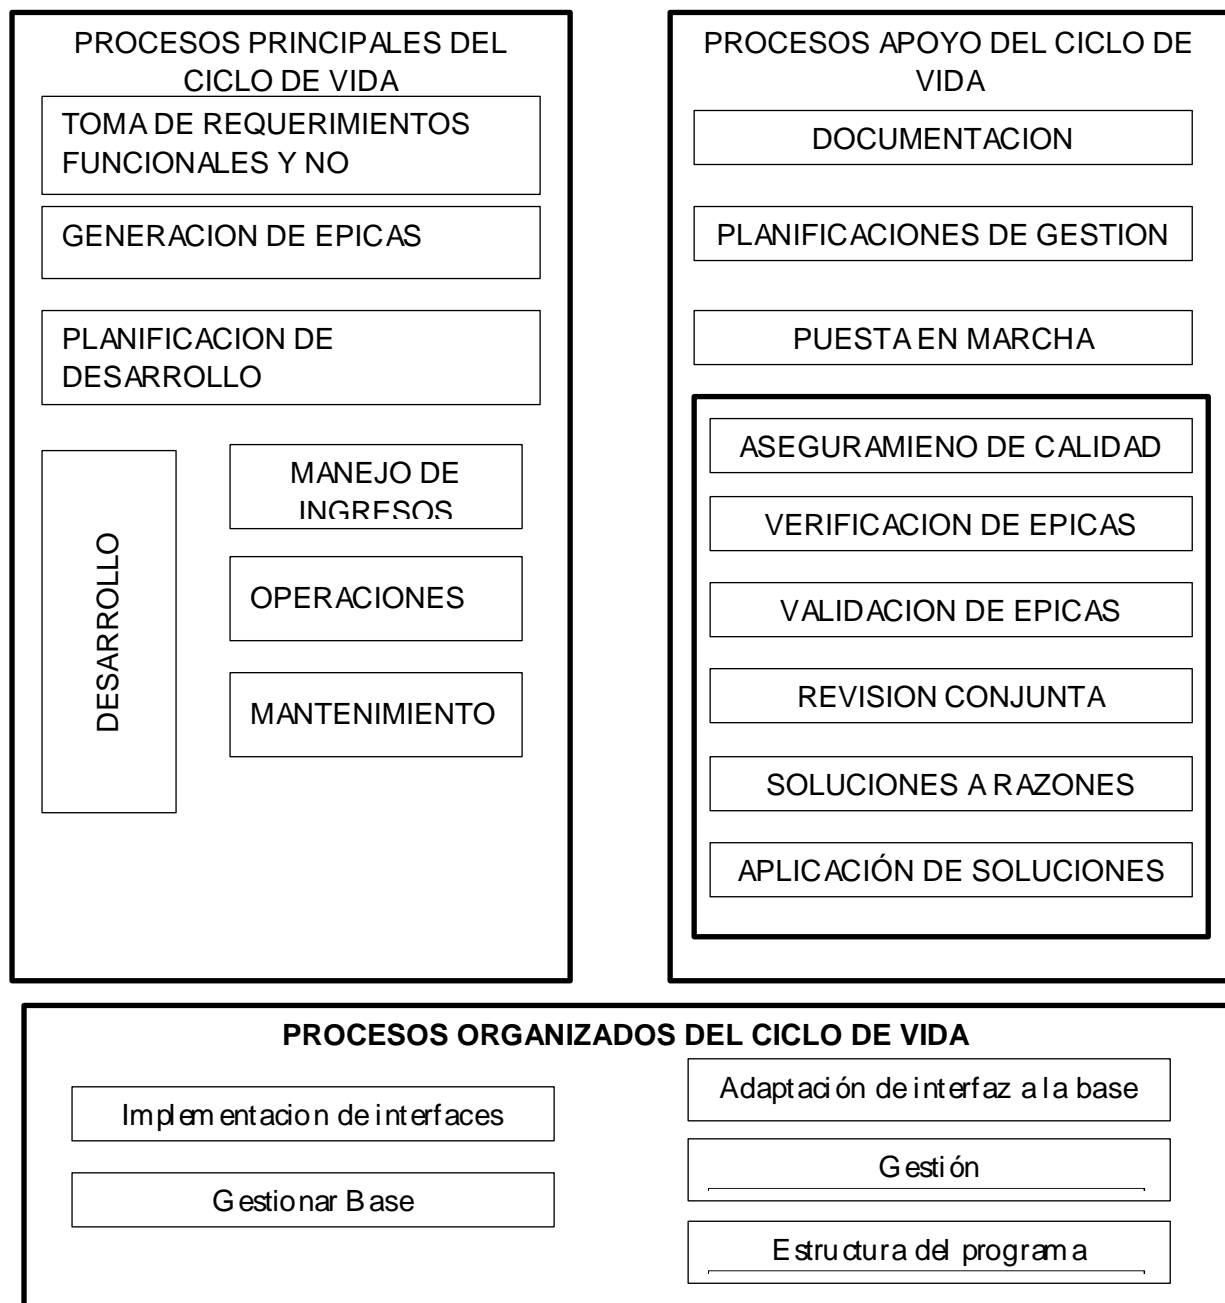 PROCESOS PRINCIPALES DEL
CICLO DE VIDA
TOMA DE REQUERIMIENTOS
FUNCIONALES Y NO
GENERACION DE EPICAS
PLANIFICACION DE
DESARROLLO
DESARROLLO
MANEJO DE
INGRESOS
OPERACIONES
MANTENIMIENTO
PROCESOS APOYO DEL CICLO DE
VIDA
DOCUMENTACION
PLANIFICACIONES DE GESTION
PUESTA EN MARCHA
ASEGURAMIENO DE CALIDAD
VERIFICACION DE EPICAS
VALIDACION DE EPICAS
REVISION CONJUNTA
SOLUCIONES A RAZONES
APLICACIÓN DE SOLUCIONES
PROCESOS ORGANIZADOS DEL CICLO DE VIDA
Implementacion de interfaces
Gestionar Base
Adaptación de interfaz a la base
Gestión
Estructura del programa